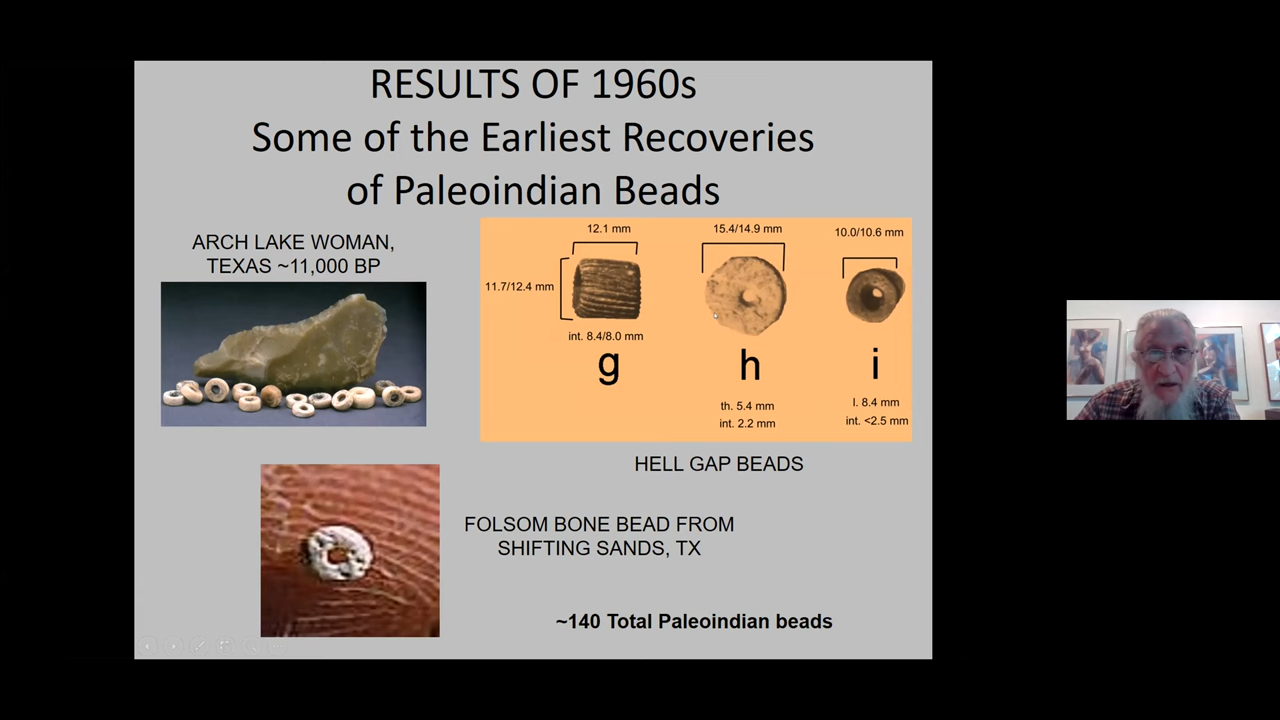 RESULTS OF 1960s
Some of the Earliest Recoveries
of Paleoindian Beads
ARCH LAKE WOMAN,
TEXAS ~11,000 BP
12.1 mm
15.4/14.9 mm
10.0/10.6 mm
11.7/12.4 mm
int. 8.4/8.0 mm
g
h
i
th. 5.4 mm
int. 2.2 mm
l. 8.4 mm
int. <2.5 mm
HELL GAP BEADS
FOLSOM BONE BEAD FROM
SHIFTING SANDS, TX
~140 Total Paleoindian beads